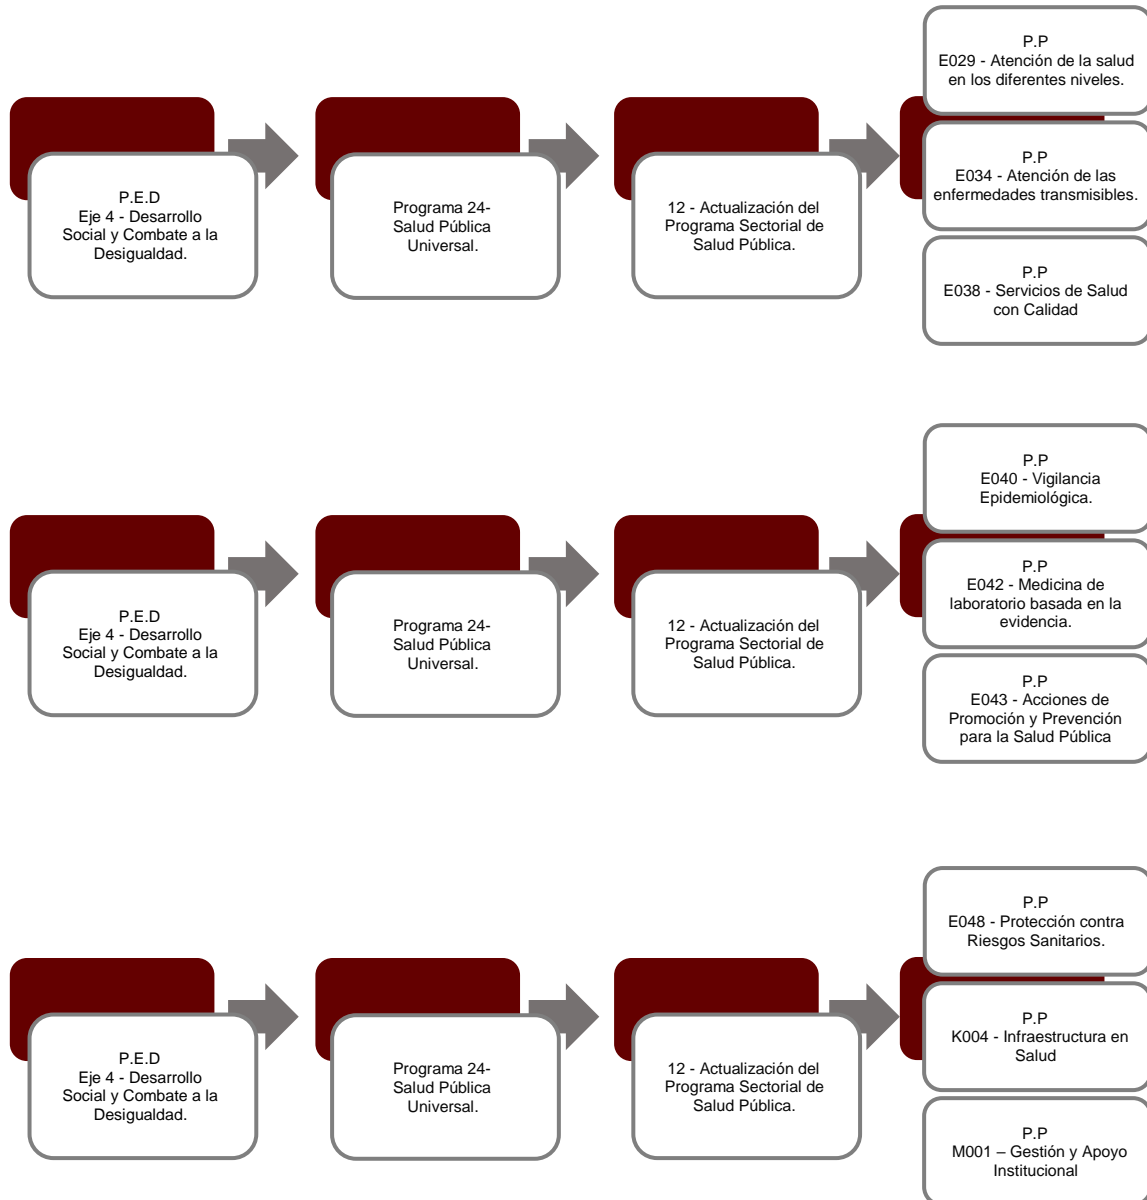 P.E.D
Eje 4 - Desarrollo
Social y Combate a la
Desigualdad.
Programa 24-
Salud Pública
Universal.
12 - Actualización del
Programa Sectorial de
Salud Pública.
P.P
E029 - Atención de la salud
en los diferentes niveles.
P.P
E034 - Atención de las
enfermedades transmisibles.
P.P
E038 - Servicios de Salud
con Calidad
P.E.D
Eje 4 - Desarrollo
Social y Combate a la
Desigualdad.
Programa 24-
Salud Pública
Universal.
12 - Actualización del
Programa Sectorial de
Salud Pública.
P.P
E040 - Vigilancia
Epidemiológica.
P.P
E042 - Medicina de
laboratorio basada en la
evidencia.
P.P
E043 - Acciones de
Promoción y Prevención
para la Salud Pública
P.E.D
Eje 4 - Desarrollo
Social y Combate a la
Desigualdad.
Programa 24-
Salud Pública
Universal.
12 - Actualización del
Programa Sectorial de
Salud Pública.
P.P
E048 - Protección contra
Riesgos Sanitarios.
P.P
K004 - Infraestructura en
Salud
P.P
M001 – Gestión y Apoyo
Institucional